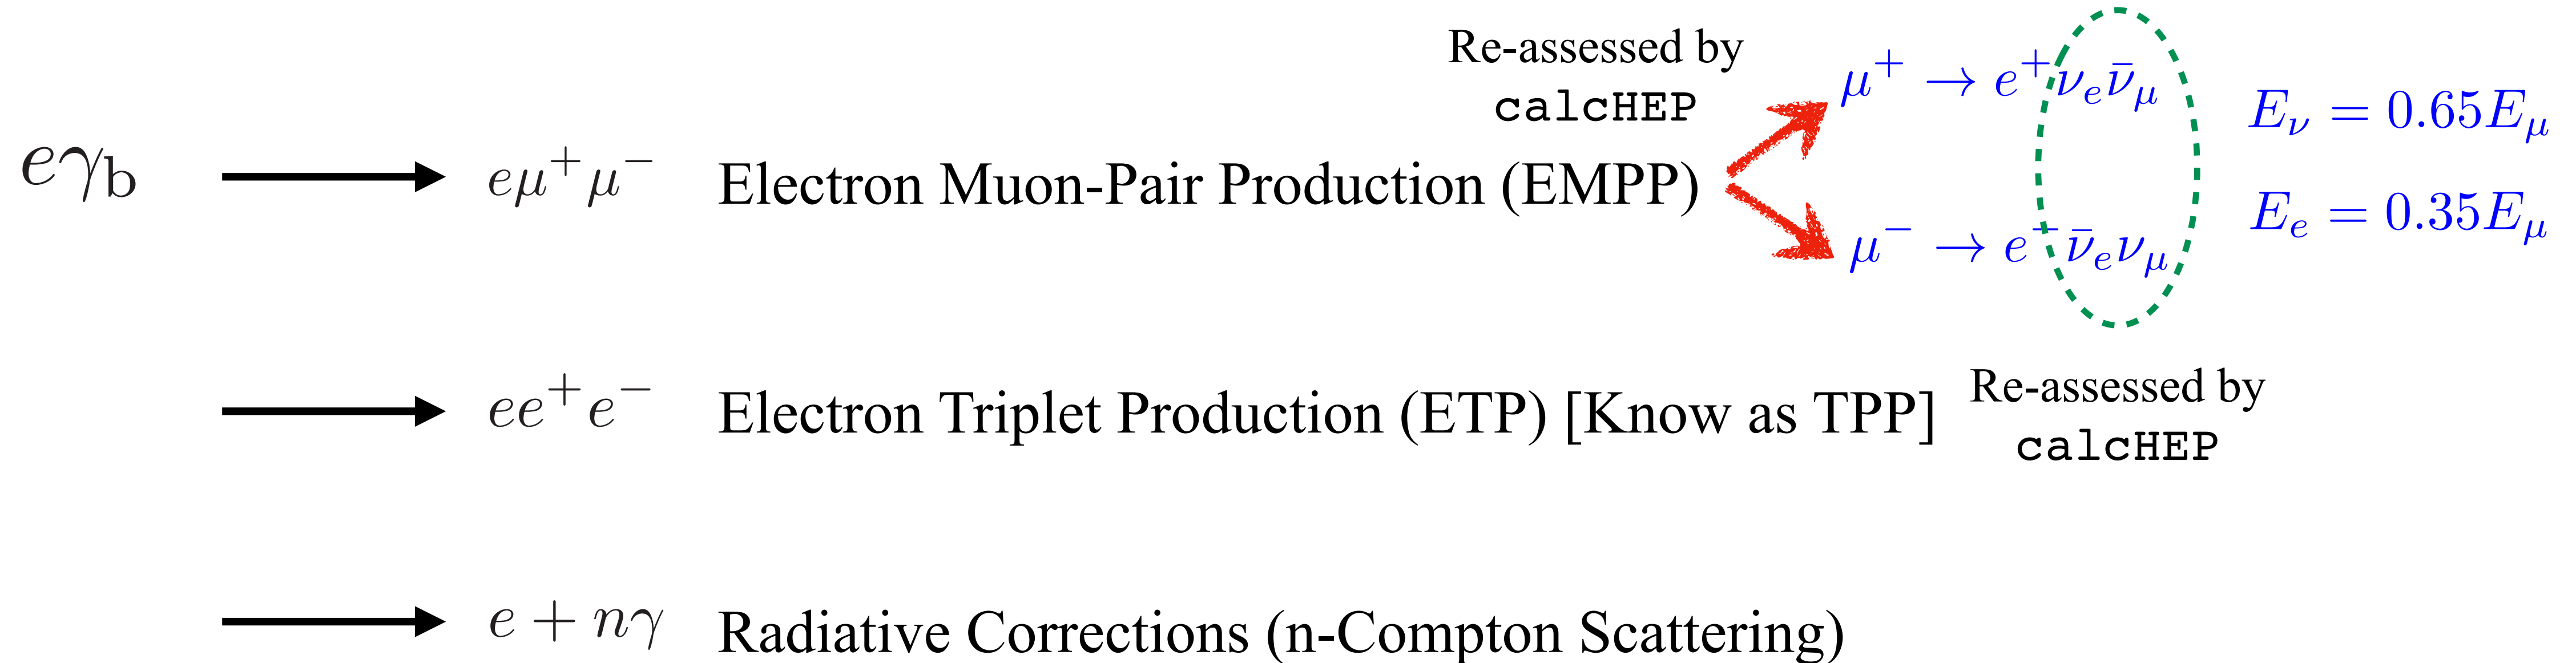 Re-assessed by
calcHEP
μ⁺ → e⁺ν_e ν̄_μ
E_ν = 0.65E_μ
eγ_b
eμ⁺μ⁻ Electron Muon-Pair Production (EMPP)
E_e = 0.35E_μ
μ⁻ → e⁻ν̄_e ν_μ
ee⁺e⁻ Electron Triplet Production (ETP) [Know as TPP]
Re-assessed by
calcHEP
e + nγ Radiative Corrections (n-Compton Scattering)